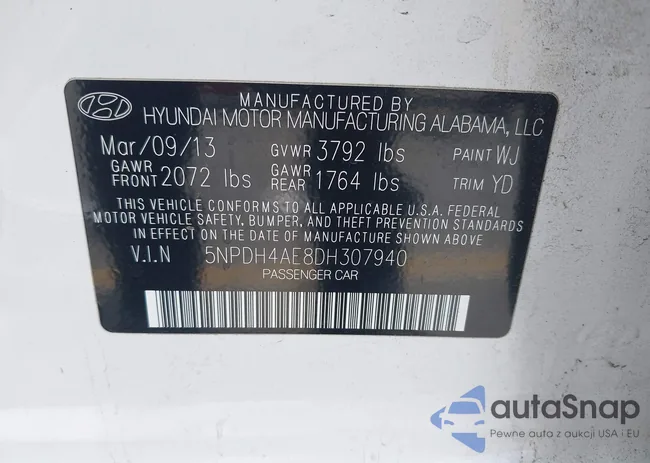 MANUFACTURED BY
HYUNDAI MOTOR MANUFACTURING ALABAMA, LLC
Mar/09/13 GVWR 3792 lbs PAINT WJ
GAWR FRONT 2072 lbs GAWR REAR 1764 lbs TRIM YD
THIS VEHICLE CONFORMS TO ALL APPLICABLE U.S.A. FEDERAL
MOTOR VEHICLE SAFETY, BUMPER, AND THEFT PREVENTION STANDARDS
IN EFFECT ON THE DATE OF MANUFACTURE SHOWN ABOVE.
V.I.N 5NPDH4AE8DH307940
PASSENGER CAR
autaSnap
Pewne auta z aukcji USA i EU